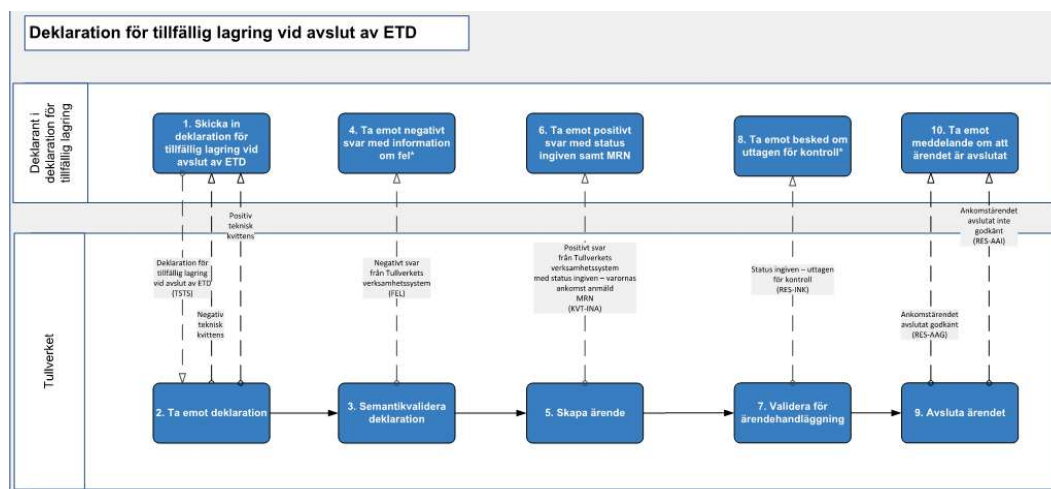 Deklaration för tillfällig lagring vid avslut av ETD
Deklarant i
deklaration för
tillfällig lagring
1. Skicka in
deklaration för
tillfällig lagring vid
avslut av ETD
4. Ta emot negativt
svar med information
om fel*
6. Ta emot positivt
svar med status
ingiven samt MRN
8. Ta emot besked om
uttagen för kontroll*
10. Ta emot
meddelande om att
ärendet är avslutat
Tullverket
Deklaration för
tillfällig lagring
vid avslut av ETD
(TSTS)
Negativ
teknisk
kvittens
Positiv
teknisk
kvittens
Negativt svar
från Tullverkets
verksamhetssystem
(FEL)
Positivt svar
från Tullverkets
verksamhetssystem
med status ingiven – varornas
ankomst anmäld
MRN
(KVT-INA)
Status ingiven – uttagen
för kontroll
(RES-INK)
Ankomstärendet
avslutat godkänt
(RES-AAG)
Ankomstärendet
avslutat inte
godkänt
(RES-AAI)
2. Ta emot deklaration
3. Semantikvalidera
deklaration
5. Skapa ärende
7. Validera för
ärendehandläggning
9. Avsluta ärendet